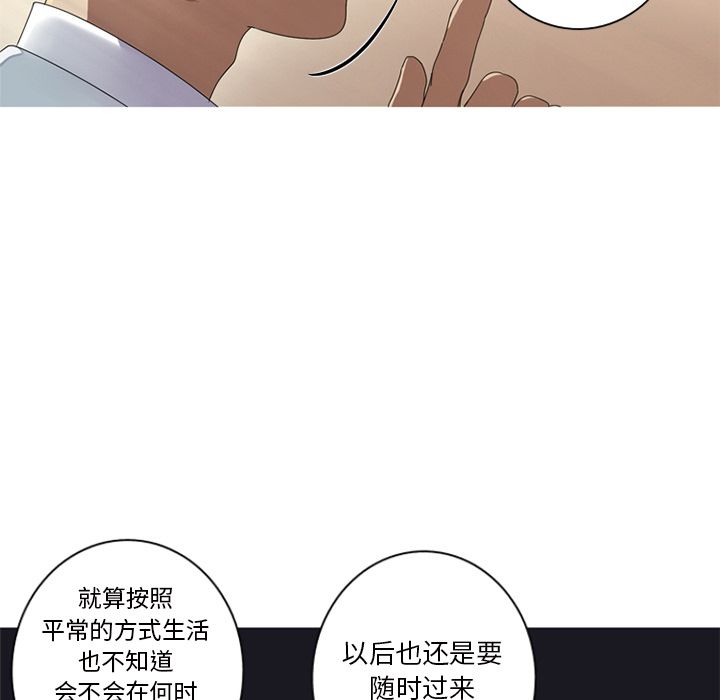 就算按照
平常的方式生活
也不知道
会不会在何时
以后也还是要
随时过来